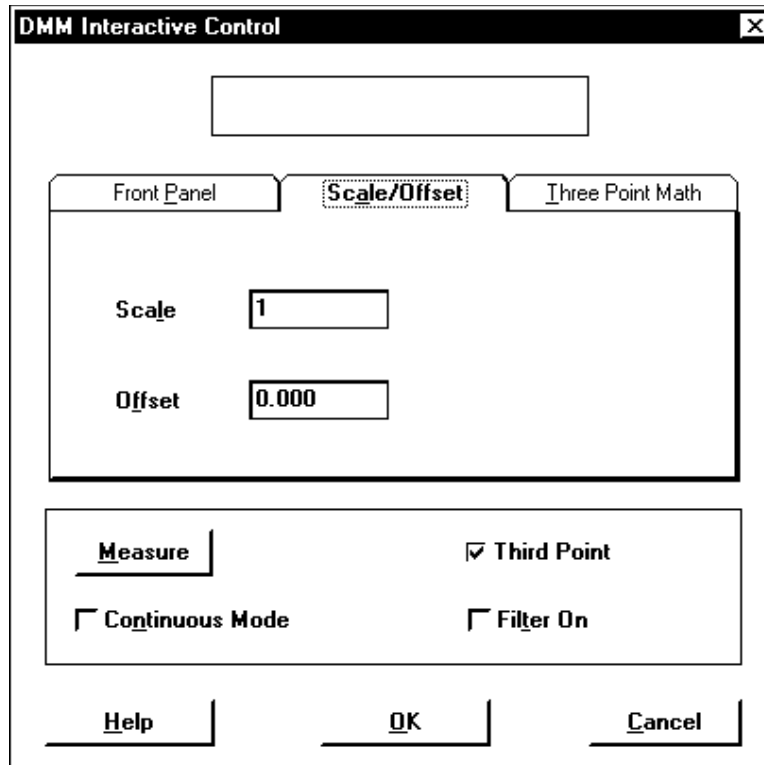 DMM Interactive Control
Front Panel
Scale/Offset
Three Point Math
Scale
1
Offset
0.000
Measure
Third Point
Continuous Mode
Filter On
Help
OK
Cancel